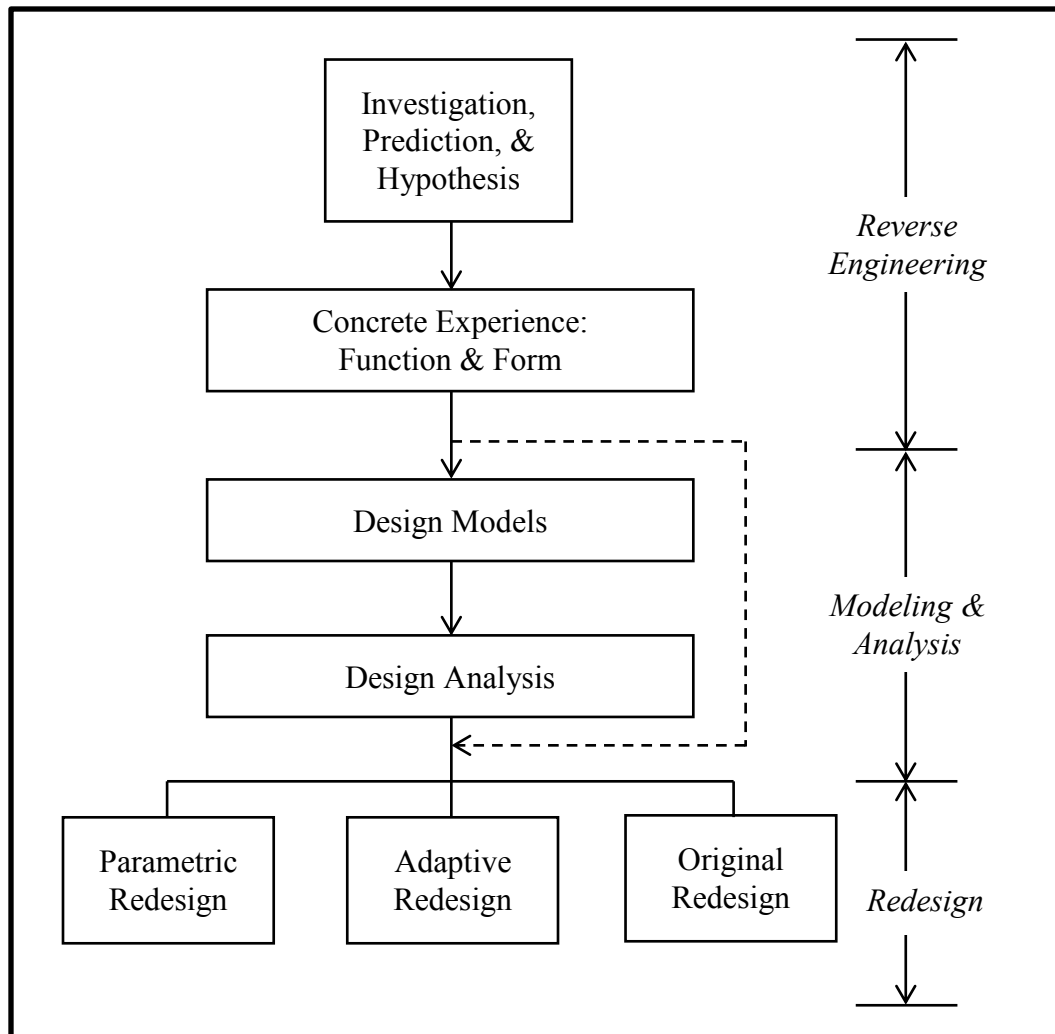 Investigation,
Prediction, &
Hypothesis
Reverse
Engineering
Concrete Experience:
Function & Form
Design Models
Modeling &
Analysis
Design Analysis
Parametric
Redesign
Adaptive
Redesign
Original
Redesign
Redesign